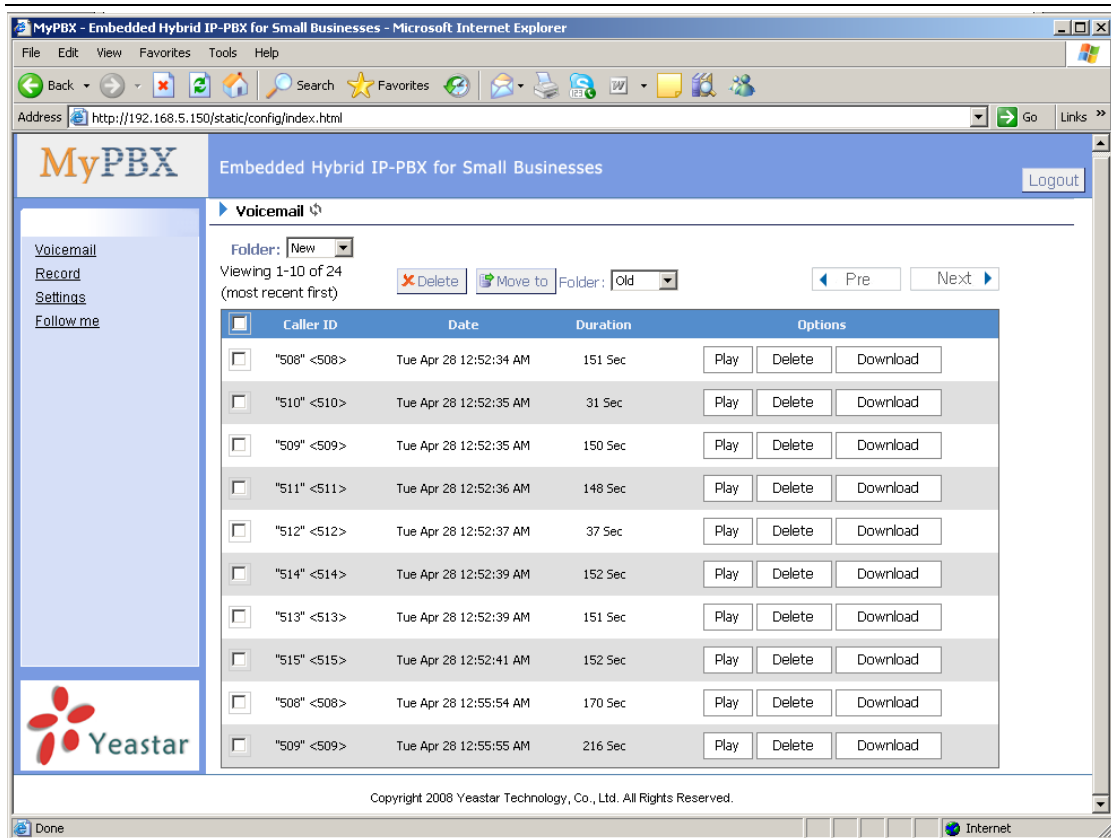 MyPBX - Embedded Hybrid IP-PBX for Small Businesses - Microsoft Internet Explorer
File Edit View Favorites Tools Help
Back Search Favorites
Address http://192.168.5.150/static/config/index.html Go Links »
MyPBX Embedded Hybrid IP-PBX for Small Businesses
Logout
Voicemail
Voicemail
Record
Settings
Follow me
Folder: New
Viewing 1-10 of 24
(most recent first)
Delete Move to Folder: Old Pre Next
Caller ID Date Duration Options
"508" <508> Tue Apr 28 12:52:34 AM 151 Sec Play Delete Download
"510" <510> Tue Apr 28 12:52:35 AM 31 Sec Play Delete Download
"509" <509> Tue Apr 28 12:52:35 AM 150 Sec Play Delete Download
"511" <511> Tue Apr 28 12:52:36 AM 148 Sec Play Delete Download
"512" <512> Tue Apr 28 12:52:37 AM 37 Sec Play Delete Download
"514" <514> Tue Apr 28 12:52:39 AM 152 Sec Play Delete Download
"513" <513> Tue Apr 28 12:52:39 AM 151 Sec Play Delete Download
"515" <515> Tue Apr 28 12:52:41 AM 152 Sec Play Delete Download
"508" <508> Tue Apr 28 12:55:54 AM 170 Sec Play Delete Download
"509" <509> Tue Apr 28 12:55:55 AM 216 Sec Play Delete Download
Yeastar
Copyright 2008 Yeastar Technology, Co., Ltd. All Rights Reserved.
Done Internet